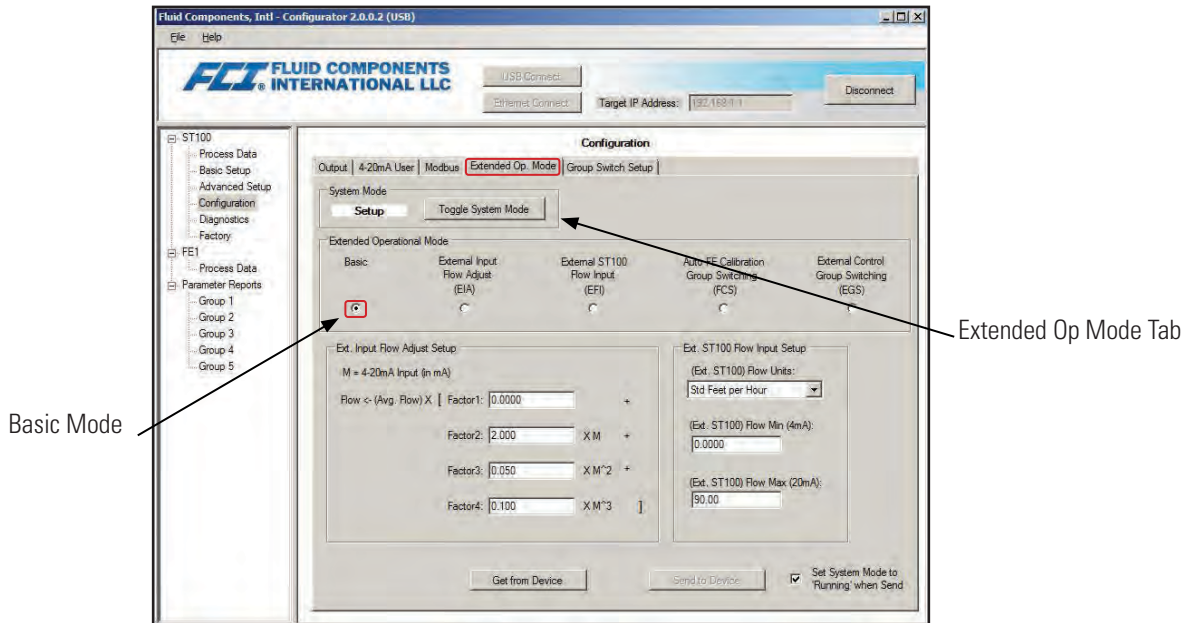 Fluid Components, Intl - Configurator 2.0.0.2 (USB)
File Help
FCI® FLUID COMPONENTS
INTERNATIONAL LLC
USB Connect
Ethernet Connect
Target IP Address: 192.168.1.1
Disconnect
ST100
Process Data
Basic Setup
Advanced Setup
Configuration
Diagnostics
Factory
FE1
Process Data
Parameter Reports
Group 1
Group 2
Group 3
Group 4
Group 5
Configuration
Output 4-20mA User Modbus Extended Op. Mode Group Switch Setup
System Mode
Setup Toggle System Mode
Extended Operational Mode
Basic
External Input
Flow Adjust
(EIA)
External ST100
Flow Input
(EFI)
Auto FE Calibration
Group Switching
(FCS)
External Control
Group Switching
(EGS)
Ext. Input Flow Adjust Setup
M = 4-20mA Input (in mA)
Flow <- (Avg. Flow) X [ Factor1: 0.0000 +
Factor2: 2.000 X M +
Factor3: 0.050 X M^2 +
Factor4: 0.100 X M^3 ]
Ext. ST100 Flow Input Setup
(Ext. ST100) Flow Units:
Std Feet per Hour
(Ext. ST100) Flow Min (4mA):
0.0000
(Ext. ST100) Flow Max (20mA):
90.00
Get from Device
Send to Device
Set System Mode to
'Running' when Send
Extended Op Mode Tab
Basic Mode